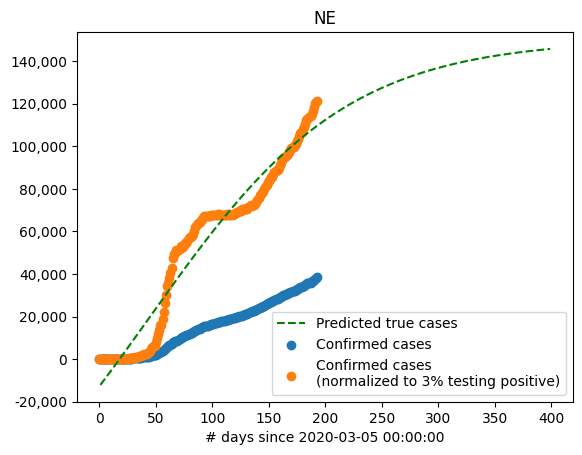 NE
140,000
120,000
100,000
80,000
60,000
40,000
20,000
0
-20,000
Predicted true cases
Confirmed cases
Confirmed cases
(normalized to 3% testing positive)
0 50 100 150 200 250 300 350 400
# days since 2020-03-05 00:00:00